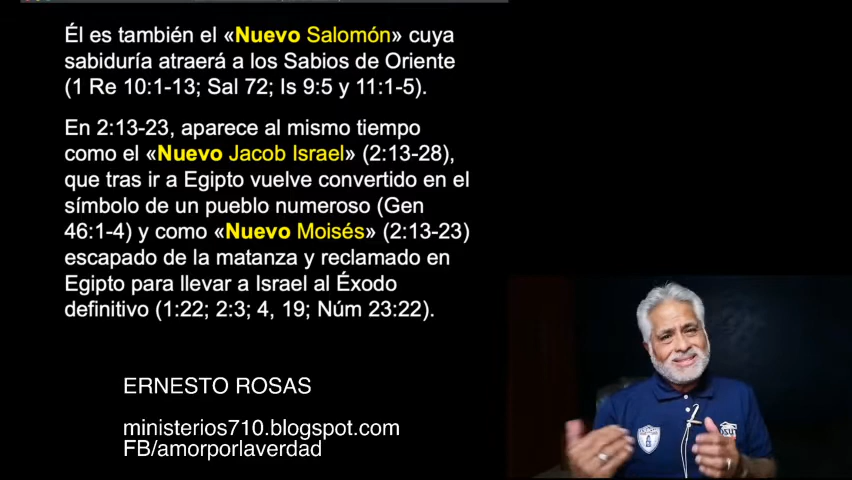 Él es también el «Nuevo Salomón» cuya
sabiduría atraerá a los Sabios de Oriente
(1 Re 10:1-13; Sal 72; Is 9:5 y 11:1-5).
En 2:13-23, aparece al mismo tiempo
como el «Nuevo Jacob Israel» (2:13-28),
que tras ir a Egipto vuelve convertido en el
símbolo de un pueblo numeroso (Gen
46:1-4) y como «Nuevo Moisés» (2:13-23)
escapado de la matanza y reclamado en
Egipto para llevar a Israel al Éxodo
definitivo (1:22; 2:3; 4, 19; Núm 23:22).
ERNESTO ROSAS
ministerios710.blogspot.com
FB/amorporlaverdad